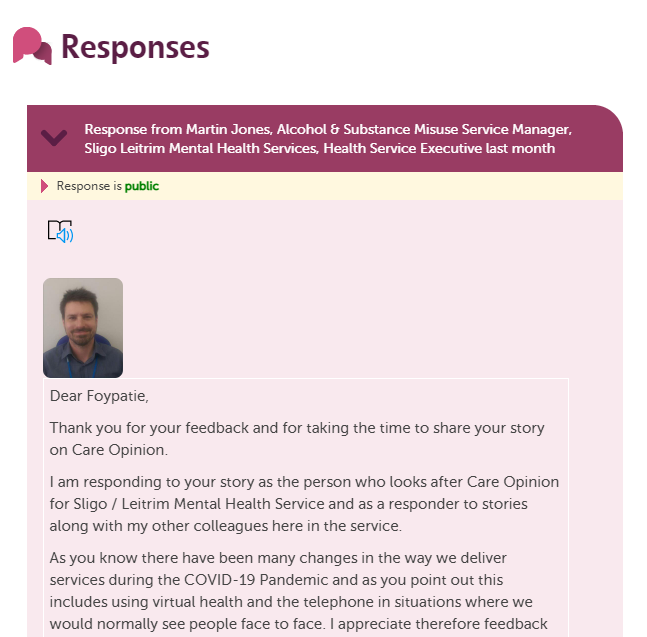 Responses
Response from Martin Jones, Alcohol & Substance Misuse Service Manager,
Sligo Leitrim Mental Health Services, Health Service Executive last month
Response is public
Dear Foypatie,
Thank you for your feedback and for taking the time to share your story
on Care Opinion.
I am responding to your story as the person who looks after Care Opinion
for Sligo / Leitrim Mental Health Service and as a responder to stories
along with my other colleagues here in the service.
As you know there have been many changes in the way we deliver
services during the COVID-19 Pandemic and as you point out this
includes using virtual health and the telephone in situations where we
would normally see people face to face. I appreciate therefore feedback